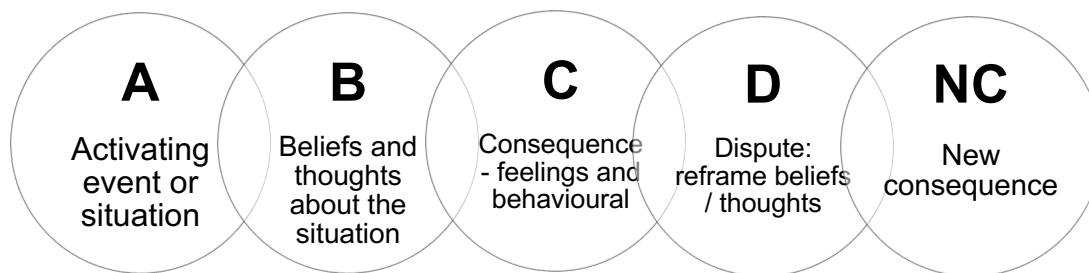 A
Activating
event or
situation
B
Beliefs and
thoughts
about the
situation
C
Consequence
- feelings and
behavioural
D
Dispute:
reframe beliefs
/ thoughts
NC
New
consequence